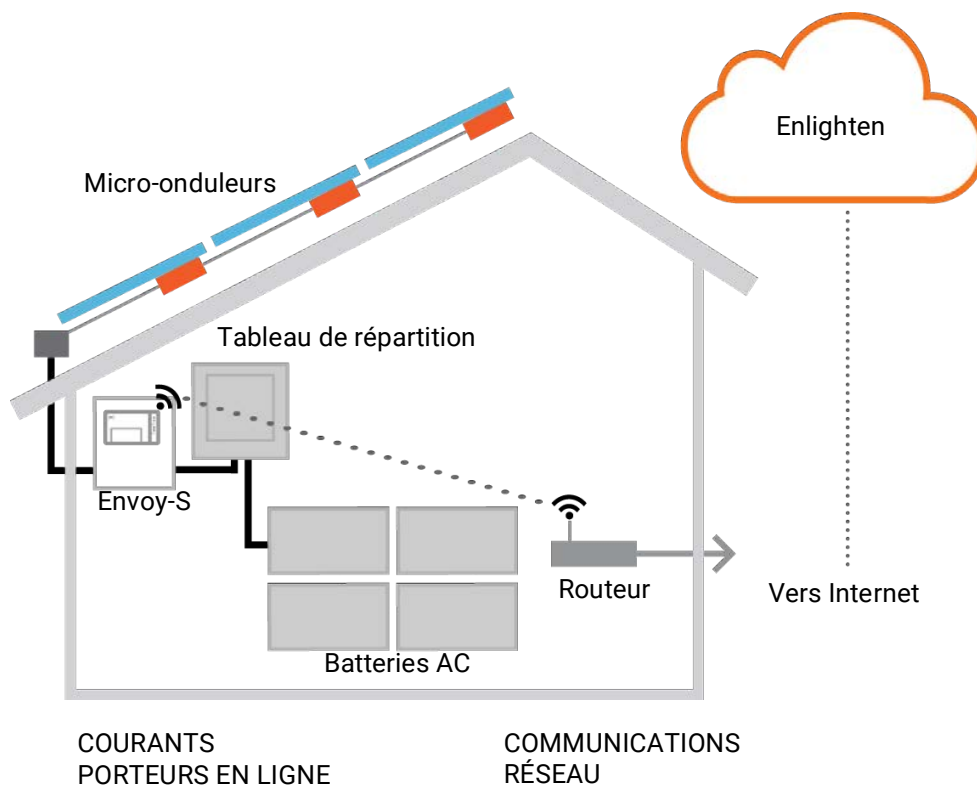 Enlighten
Micro-onduleurs
Tableau de répartition
Envoy-S
Routeur
Vers Internet
Batteries AC
COURANTS
PORTEURS EN LIGNE
COMMUNICATIONS
RÉSEAU